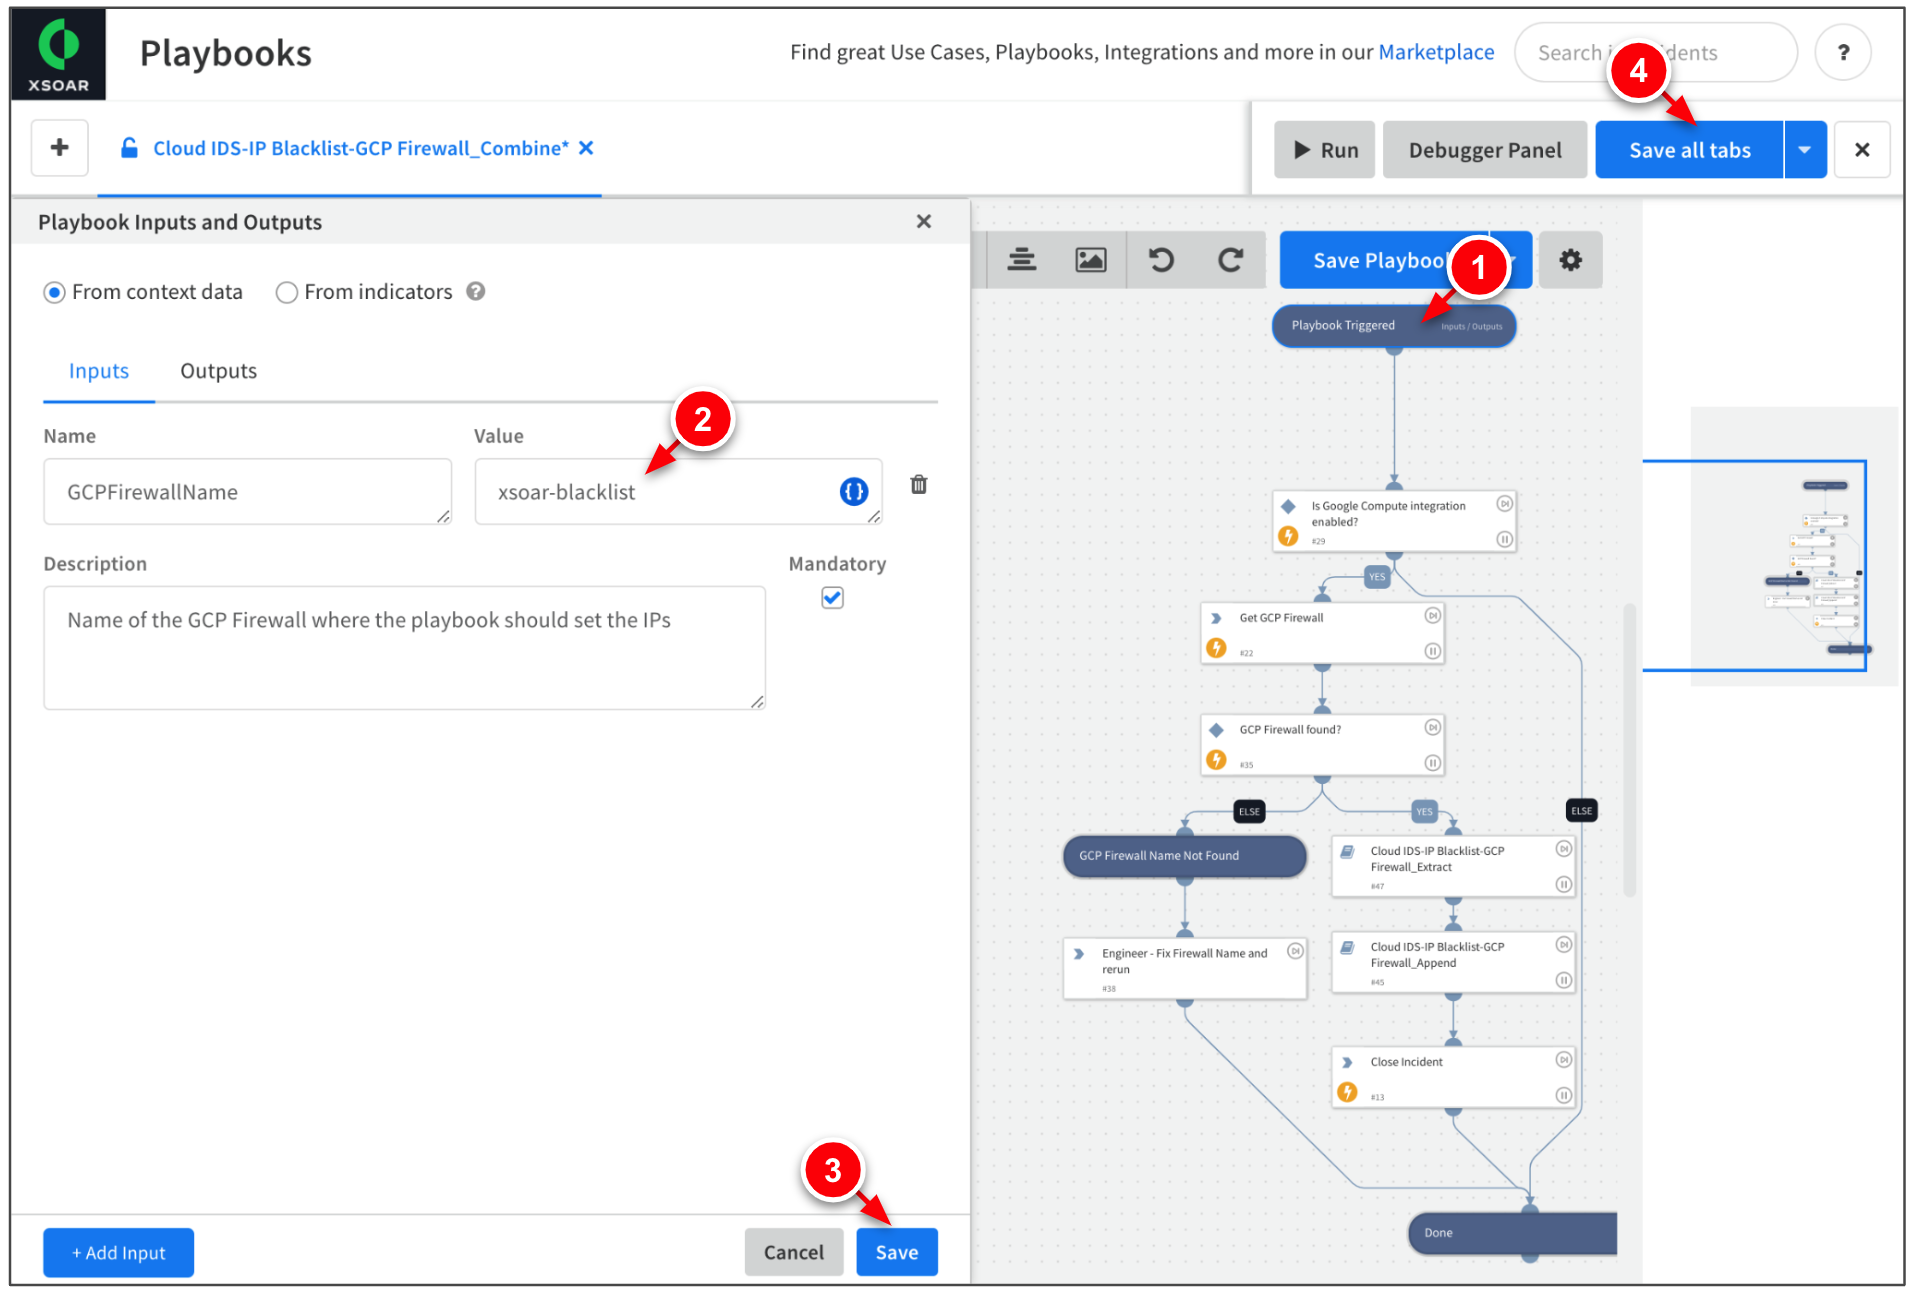 XSOAR
Playbooks
Find great Use Cases, Playbooks, Integrations and more in our Marketplace
Search
?
4
+
Cloud IDS-IP Blacklist-GCP Firewall_Combine*
Run
Debugger Panel
Save all tabs
Playbook Inputs and Outputs
From context data
From indicators
?
Inputs
Outputs
Name
Value
2
GCPFirewallName
xsoar-blacklist
{}
Description
Mandatory
Name of the GCP Firewall where the playbook should set the IPs
3
+ Add Input
Cancel
Save
Save Playboo
1
Playbook Triggered
Inputs / Outputs
Is Google Compute integration
enabled?
#29
YES
Get GCP Firewall
#22
GCP Firewall found?
#35
ELSE
YES
ELSE
GCP Firewall Name Not Found
Cloud IDS-IP Blacklist-GCP
Firewall_Extract
#47
Engineer - Fix Firewall Name and
rerun
#38
Cloud IDS-IP Blacklist-GCP
Firewall_Append
#45
Close Incident
#13
Done